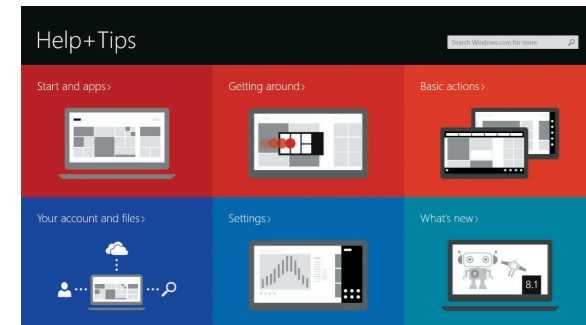 Help+Tips
Search Windows.com for more
Start and apps>
Getting around>
Basic actions>
Your account and files>
Settings>
What's new>
8.1